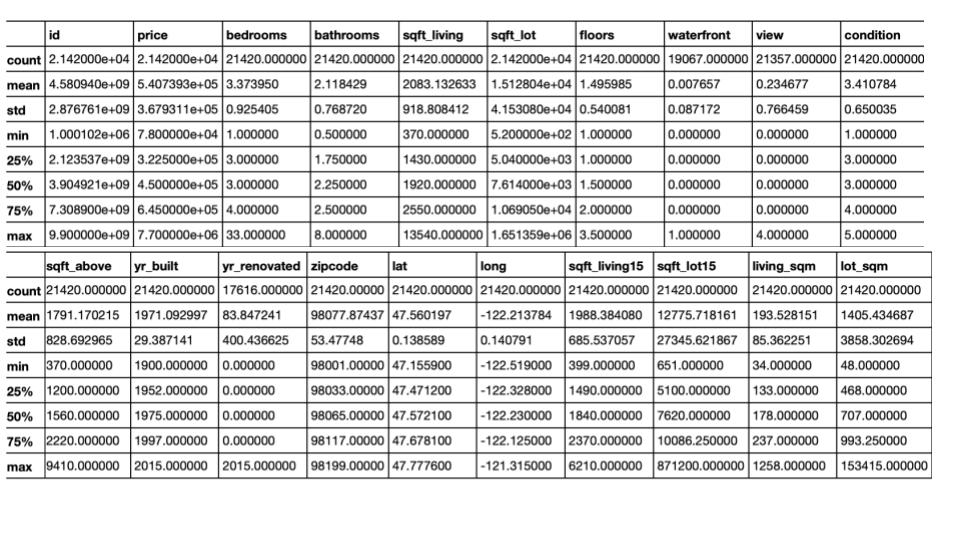 id price bedrooms bathrooms sqft_living sqft_lot floors waterfront view condition
count 2.142000e+04 2.142000e+04 21420.000000 21420.000000 21420.000000 2.142000e+04 21420.000000 19067.000000 21357.000000 21420.000000
mean 4.580940e+09 5.407393e+05 3.373950 2.118429 2083.132633 1.512804e+04 1.495985 0.007657 0.234677 3.410784
std 2.876761e+09 3.679311e+05 0.925405 0.768720 918.808412 4.153080e+04 0.540081 0.087172 0.766459 0.650035
min 1.000102e+06 7.800000e+04 1.000000 0.500000 370.000000 5.200000e+02 1.000000 0.000000 0.000000 1.000000
25% 2.123537e+09 3.225000e+05 3.000000 1.750000 1430.000000 5.040000e+03 1.000000 0.000000 0.000000 3.000000
50% 3.904921e+09 4.500000e+05 3.000000 2.250000 1920.000000 7.614000e+03 1.500000 0.000000 0.000000 3.000000
75% 7.308900e+09 6.450000e+05 4.000000 2.500000 2550.000000 1.069050e+04 2.000000 0.000000 0.000000 4.000000
max 9.900000e+09 7.700000e+06 33.000000 8.000000 13540.000000 1.651359e+06 3.500000 1.000000 4.000000 5.000000
sqft_above yr_built yr_renovated zipcode lat long sqft_living15 sqft_lot15 living_sqm lot_sqm
count 21420.000000 21420.000000 17616.000000 21420.00000 21420.000000 21420.000000 21420.000000 21420.000000 21420.000000 21420.000000
mean 1791.170215 1971.092997 83.847241 98077.87437 47.560197 -122.213784 1988.384080 12775.718161 193.528151 1405.434687
std 828.692965 29.387141 400.436625 53.47748 0.138589 0.140791 685.537057 27345.621867 85.362251 3858.302694
min 370.000000 1900.000000 0.000000 98001.00000 47.155900 -122.519000 399.000000 651.000000 34.000000 48.000000
25% 1200.000000 1952.000000 0.000000 98033.00000 47.471200 -122.328000 1490.000000 5100.000000 133.000000 468.000000
50% 1560.000000 1975.000000 0.000000 98065.00000 47.572100 -122.230000 1840.000000 7620.000000 178.000000 707.000000
75% 2220.000000 1997.000000 0.000000 98117.00000 47.678100 -122.125000 2370.000000 10086.250000 237.000000 993.250000
max 9410.000000 2015.000000 2015.000000 98199.00000 47.777600 -121.315000 6210.000000 871200.000000 1258.000000 153415.000000